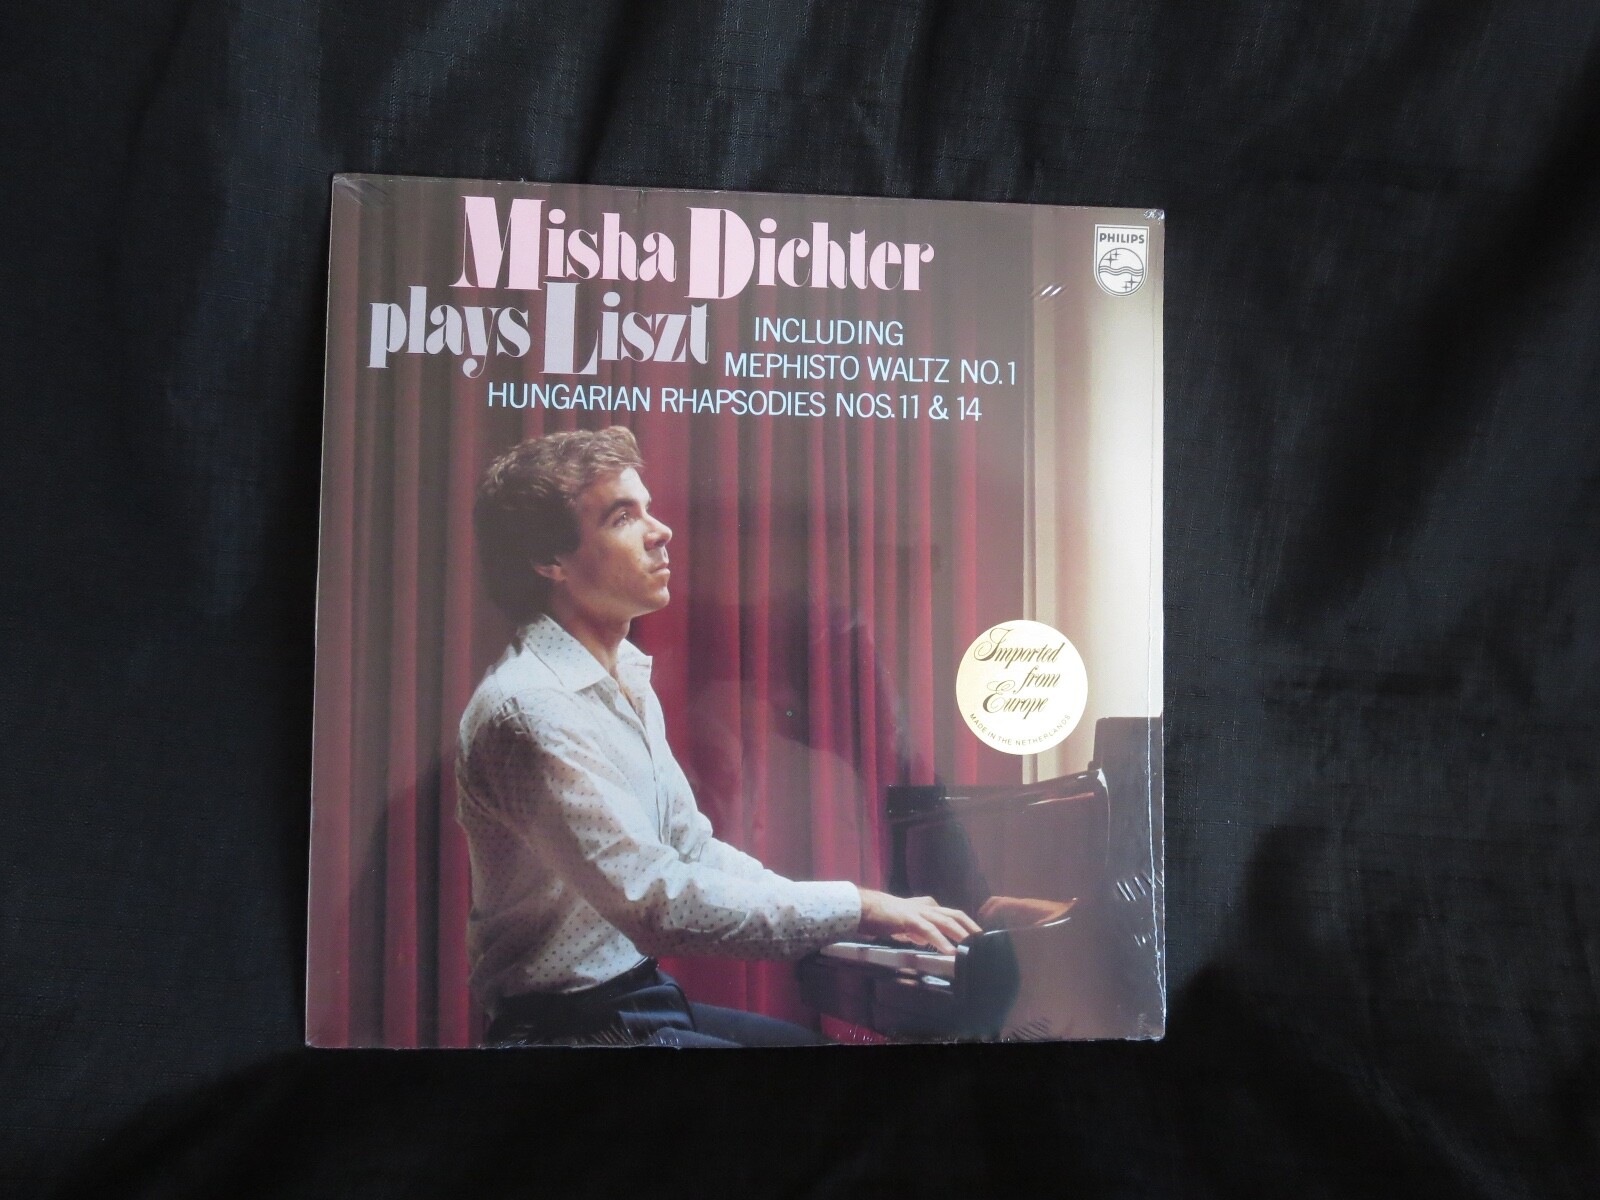 Misha Dichter
plays Liszt
INCLUDING
MEPHISTO WALTZ NO.1
HUNGARIAN RHAPSODIES NOS.11 & 14
PHILIPS
Imported
from
Europe
MADE IN THE NETHERLANDS